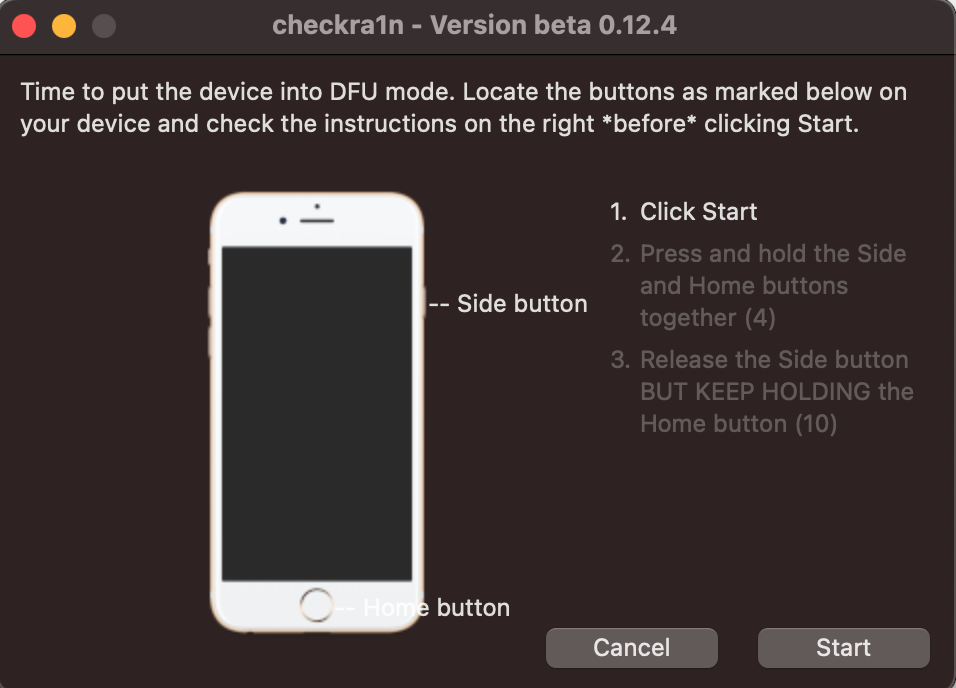 checkra1n - Version beta 0.12.4
Time to put the device into DFU mode. Locate the buttons as marked below on
your device and check the instructions on the right *before* clicking Start.
1. Click Start
2. Press and hold the Side
and Home buttons
together (4)
3. Release the Side button
BUT KEEP HOLDING the
Home button (10)
-- Side button
-- Home button
Cancel
Start